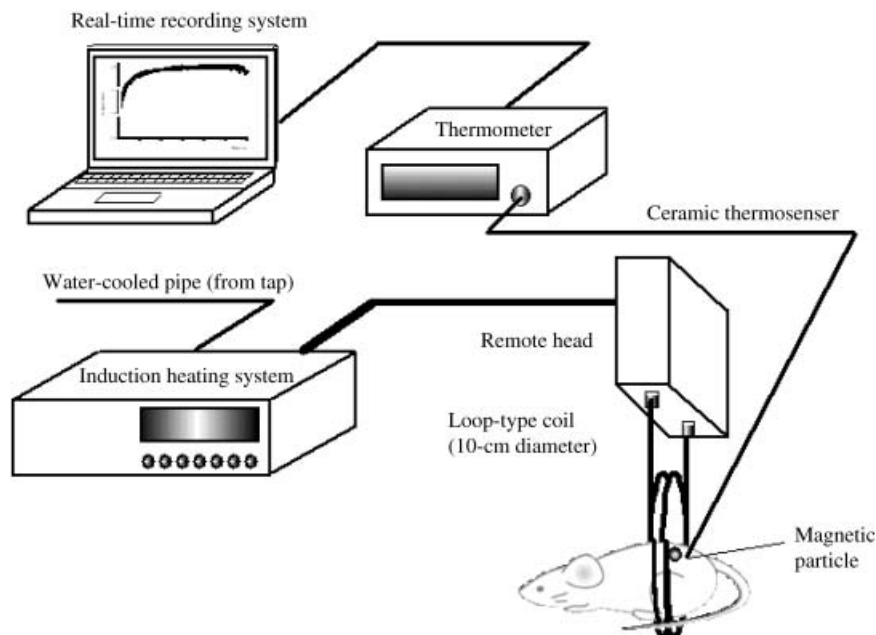 Real-time recording system
Thermometer
Ceramic thermosenser
Water-cooled pipe (from tap)
Remote head
Induction heating system
Loop-type coil
(10-cm diameter)
Magnetic
particle